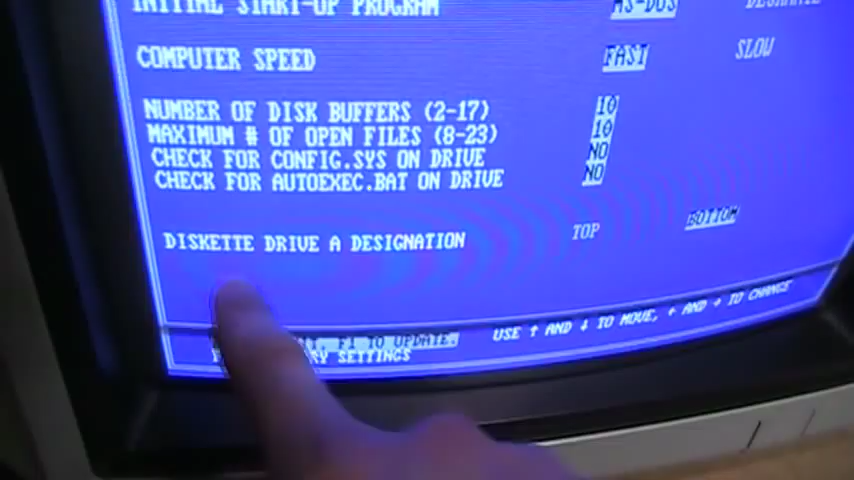 INITIAL START-UP PROGRAM MS-DOS DESKMATE
COMPUTER SPEED FAST SLOW
NUMBER OF DISK BUFFERS (2-17) 10
MAXIMUM # OF OPEN FILES (8-23) 10
CHECK FOR CONFIG.SYS ON DRIVE NO
CHECK FOR AUTOEXEC.BAT ON DRIVE NO
DISKETTE DRIVE A DESIGNATION TOP BOTTOM
F1 TO UPDATE. USE ↑ AND ↓ TO MOVE, ← AND → TO CHANGE
SETTINGS